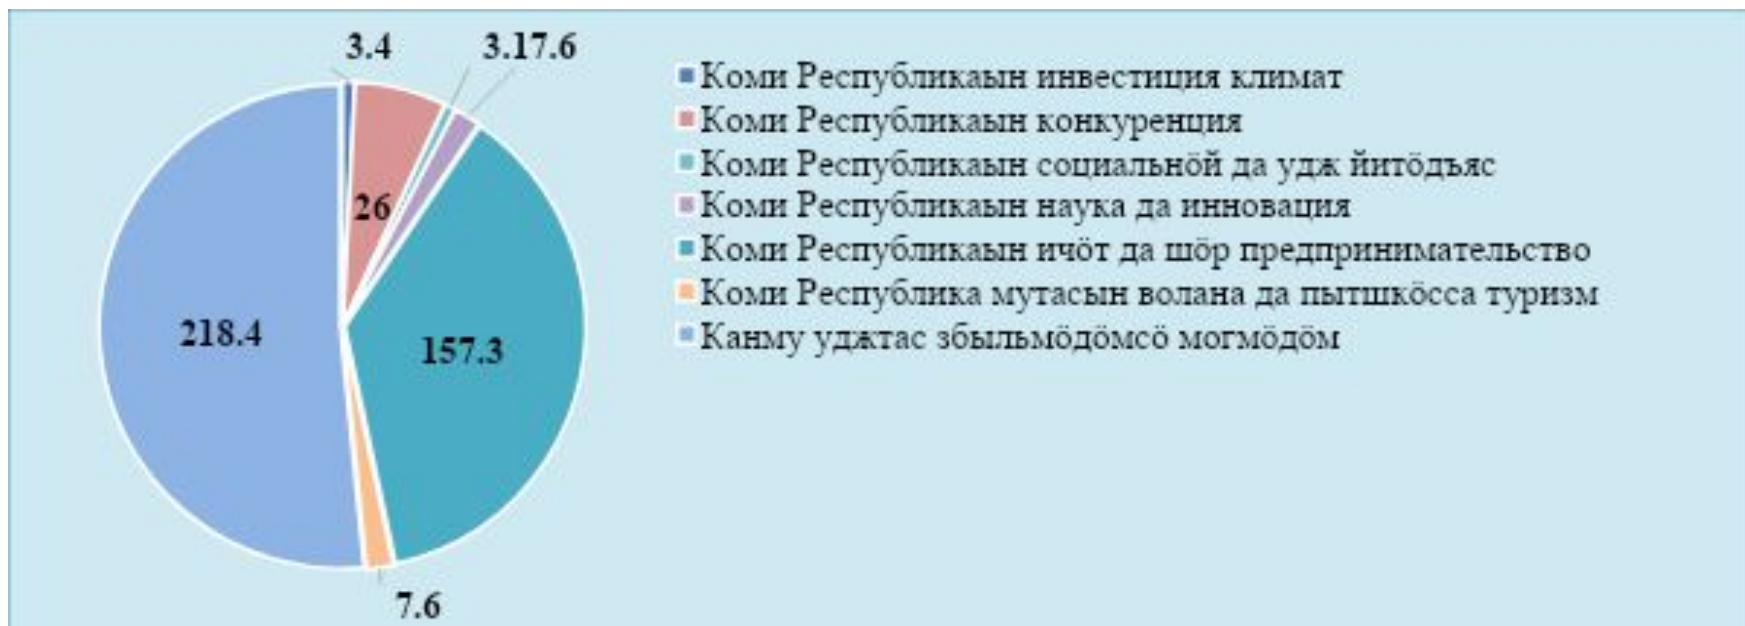 3.4
3.17.6
26
218.4
157.3
7.6
Коми Республикаын инвестиция климат
Коми Республикаын конкуренция
Коми Республикаын социальнӧй да удж йитӧдъяс
Коми Республикаын наука да инновация
Коми Республикаын ичӧт да шӧр предпринимательство
Коми Республика мутасын волана да пытшкӧсса туризм
Канму уджтас збыльмӧдӧмсӧ могмӧдӧм